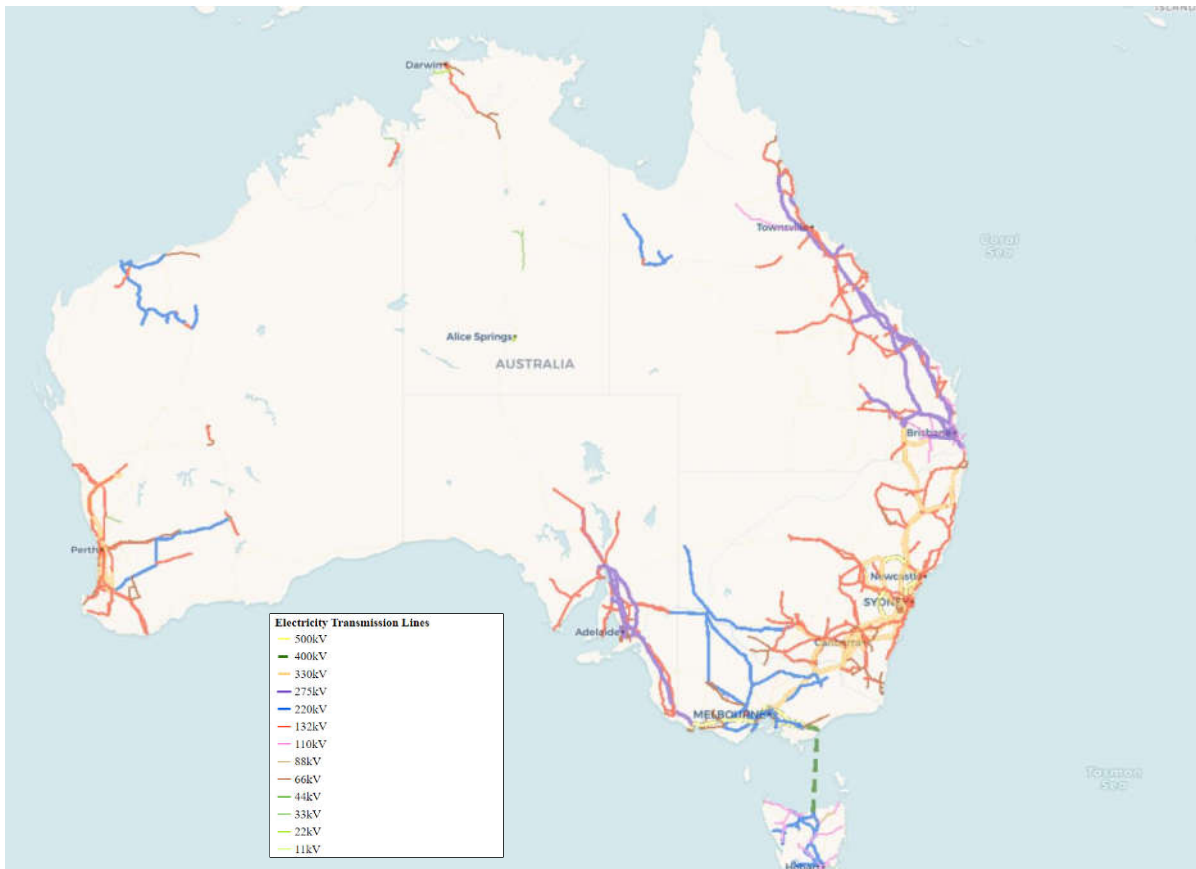 ISLAND
Darwin
Coral
Sea
Townsville
Alice Springs
AUSTRALIA
Brisbane
Perth
Newcastle
SYDNEY
Adelaide
Canberra
MELBOURNE
Electricity Transmission Lines
500kV
400kV
330kV
275kV
220kV
132kV
110kV
88kV
66kV
44kV
33kV
22kV
11kV
Tasman
Sea